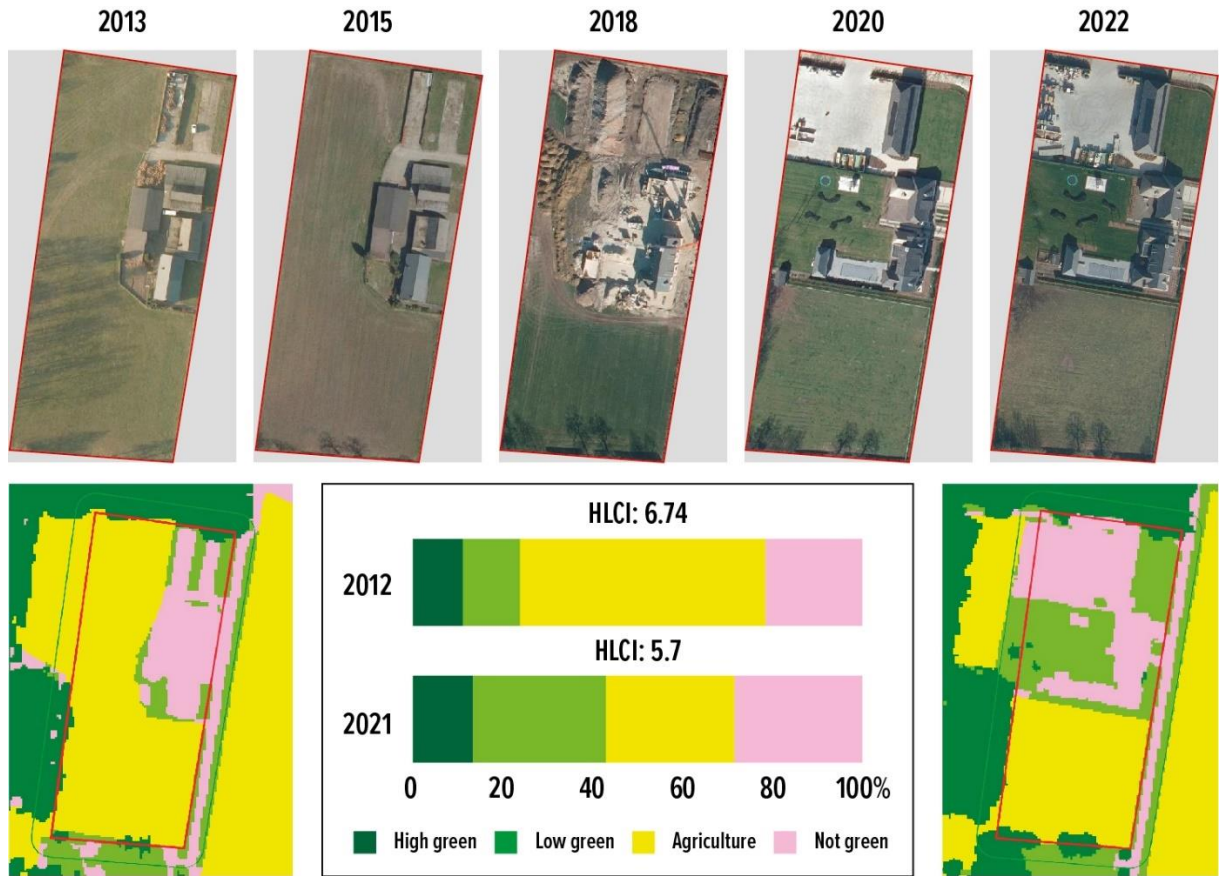 2013 2015 2018 2020 2022
HLCI: 6.74
2012
HLCI: 5.7
2021
0 20 40 60 80 100%
High green Low green Agriculture Not green